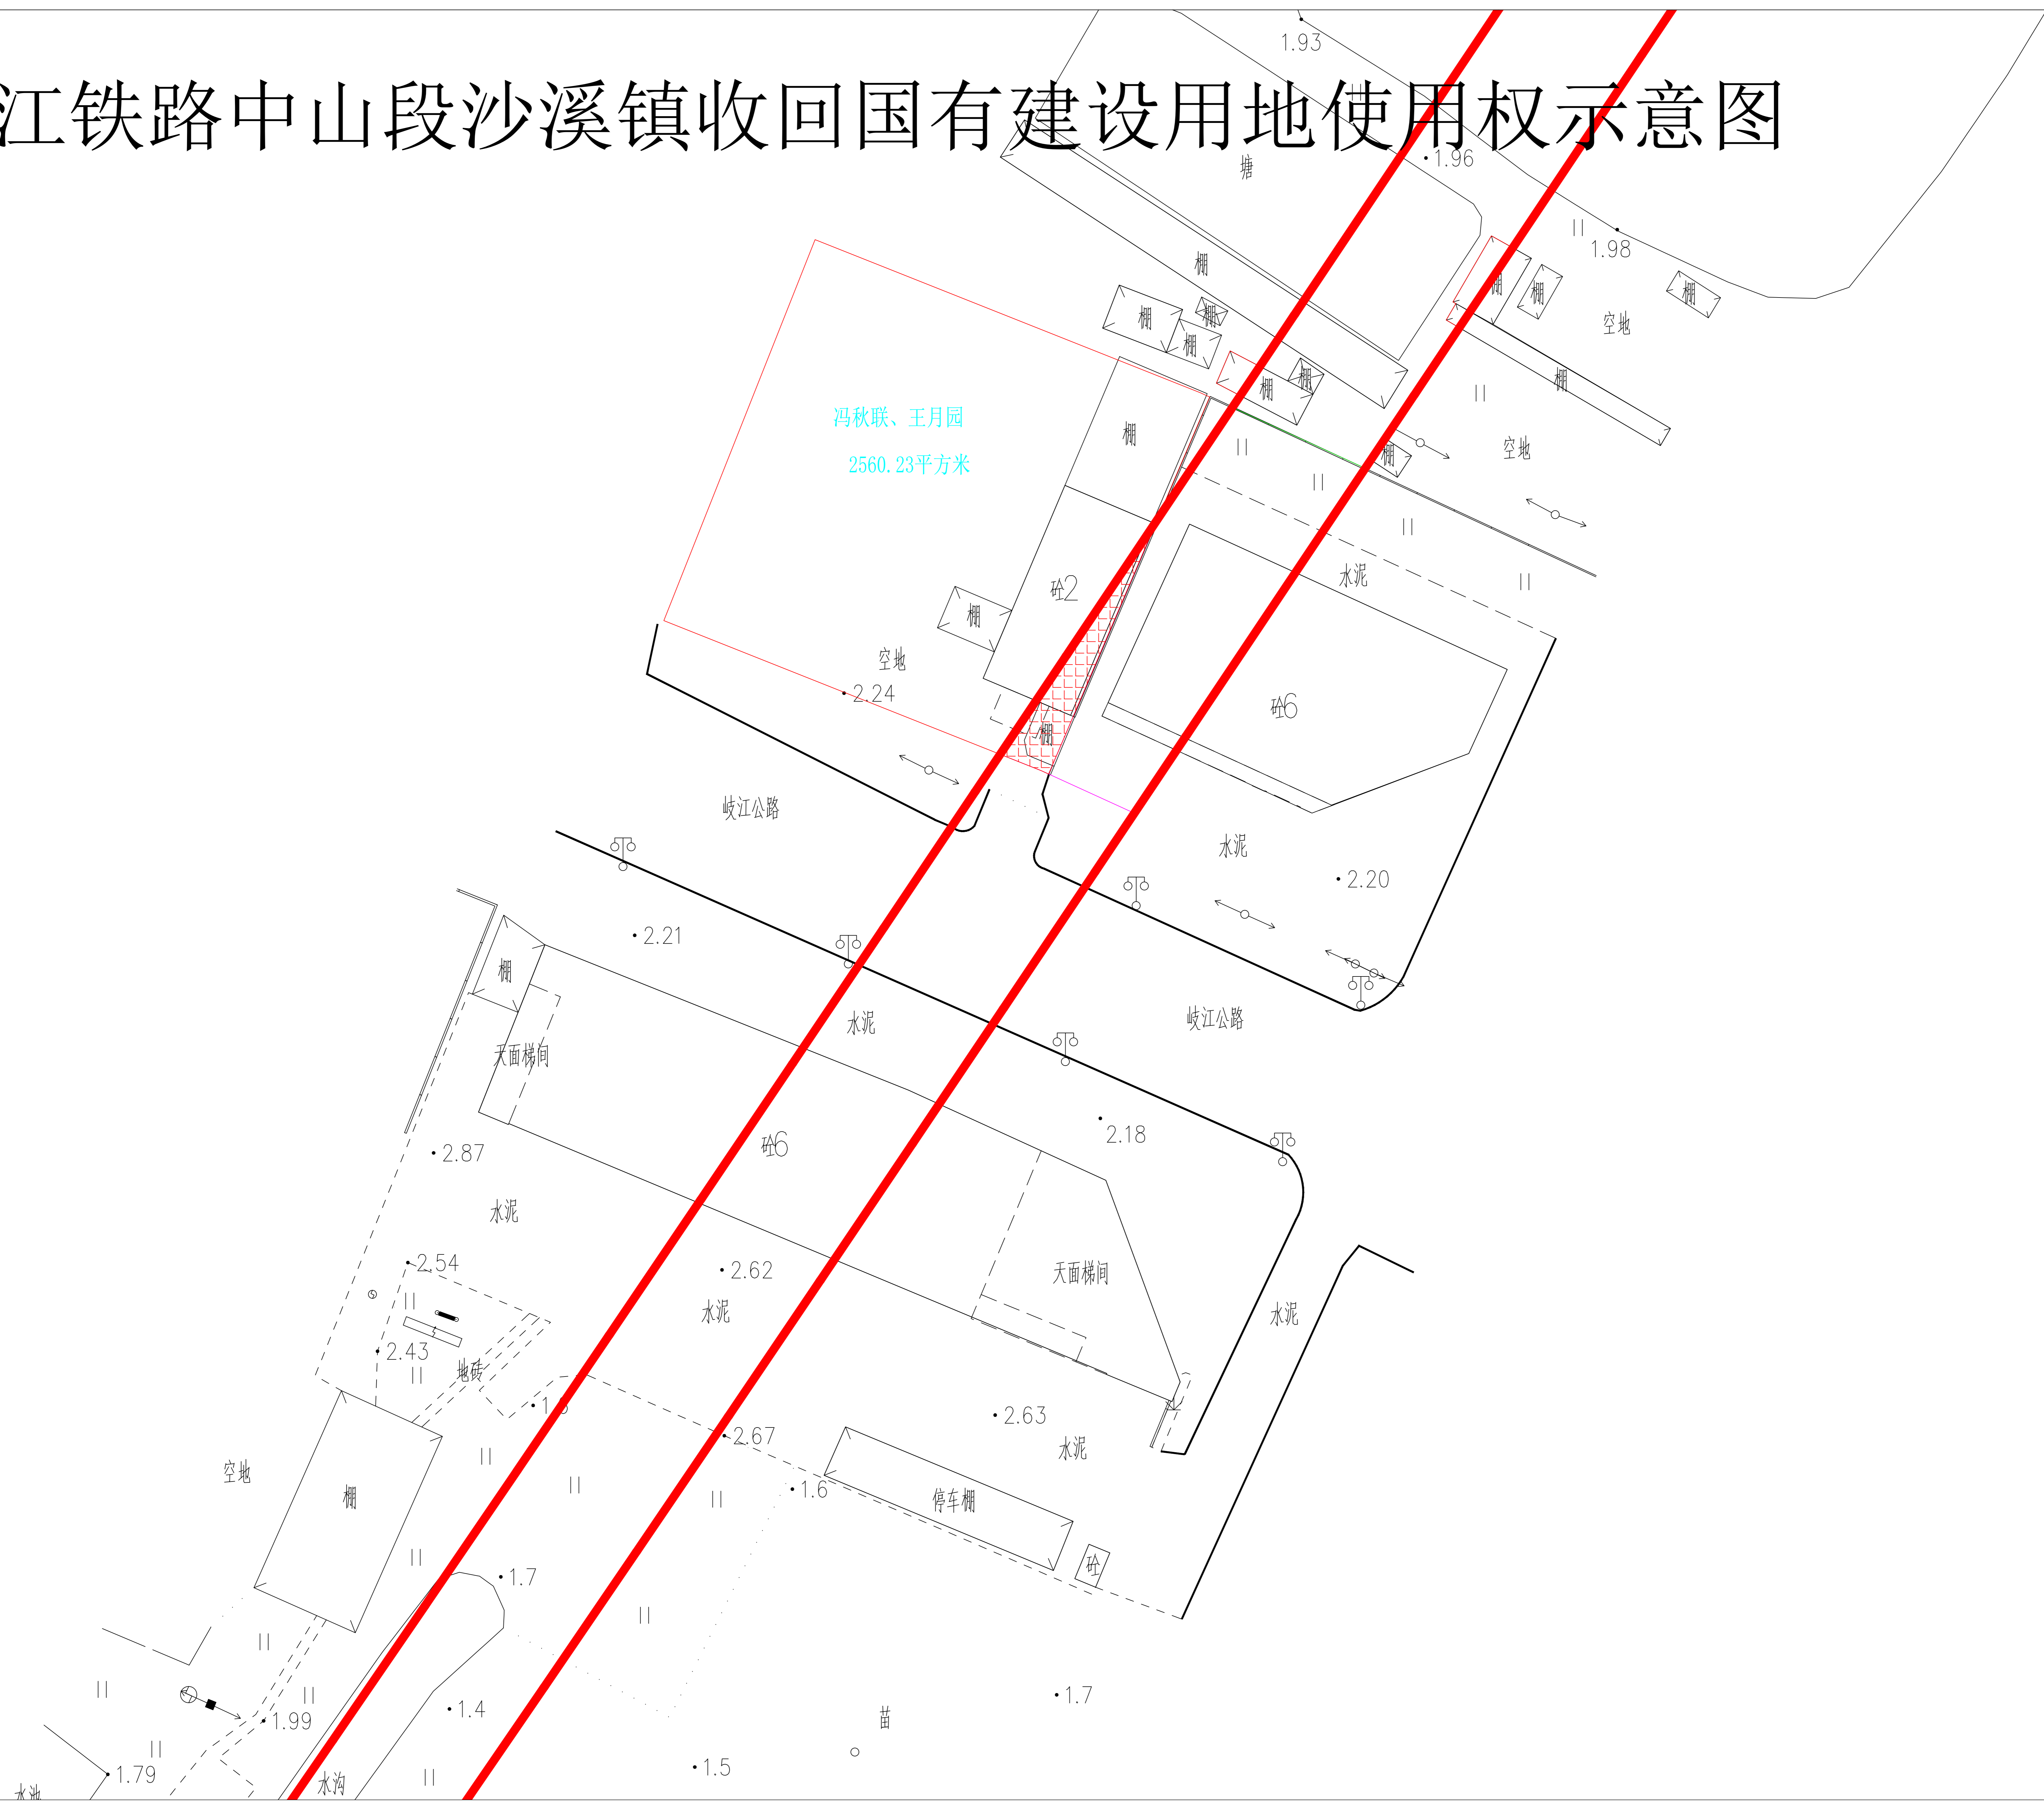 1.93
江铁路中山段沙溪镇收回国有建设用地使用权示意图
1.96
塘
1.98
棚
棚
棚
棚
棚
棚
棚
空地
棚
棚
棚
棚
冯秋联、王月园
2560.23平方米
棚
棚
空地
水泥
砼2
棚
空地
2.24
砼6
棚
岐江公路
水泥
2.20
2.21
棚
水泥
岐江公路
天面梯间
2.18
砼6
2.87
水泥
2.54
2.62
天面梯间
水泥
水泥
2.43
地砖
2.63
2.67
水泥
空地
棚
1.6
停车棚
砼
1.7
1.7
1.4
苗
1.99
1.5
1.79
水沟
水池